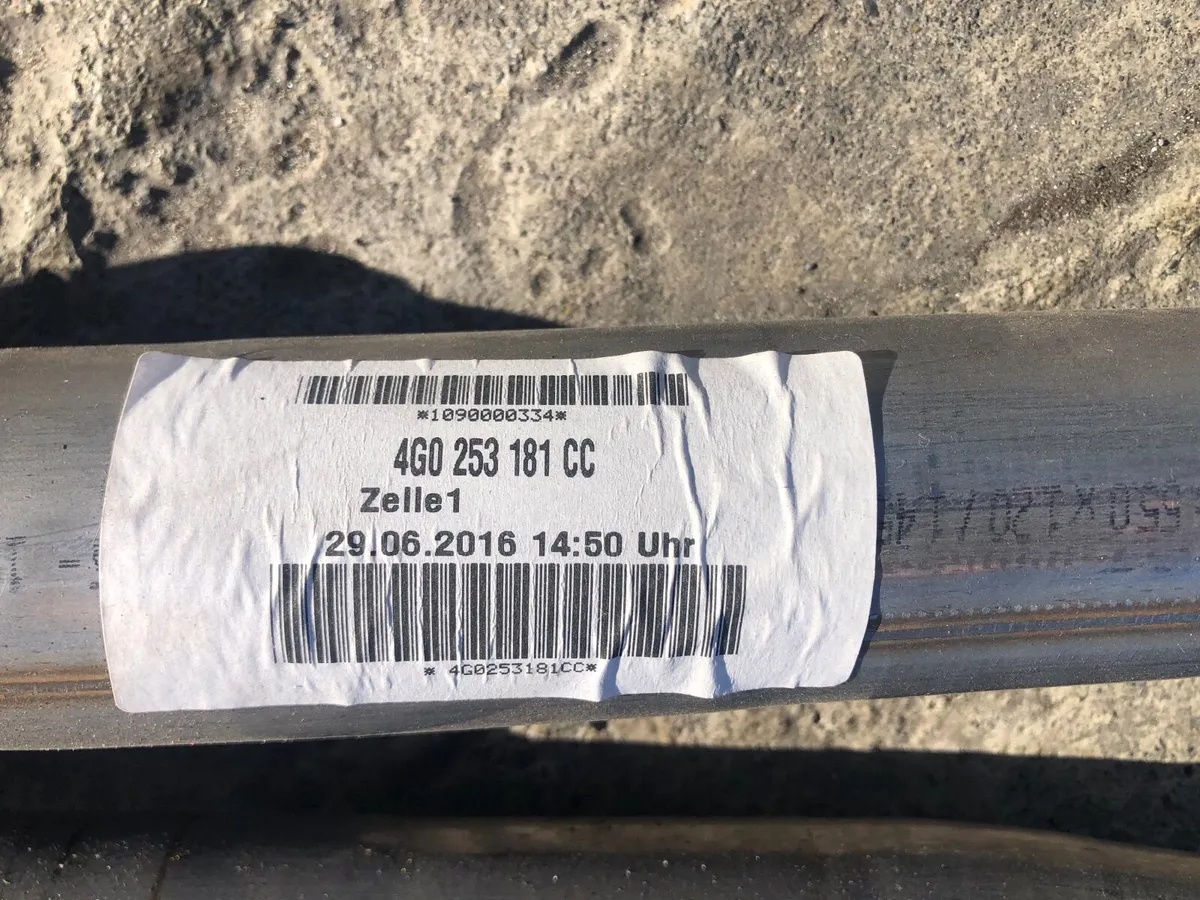 *1090000334*
4G0 253 181 CC
Zelle1
29.06.2016 14:50 Uhr
* 4G0253181CC*